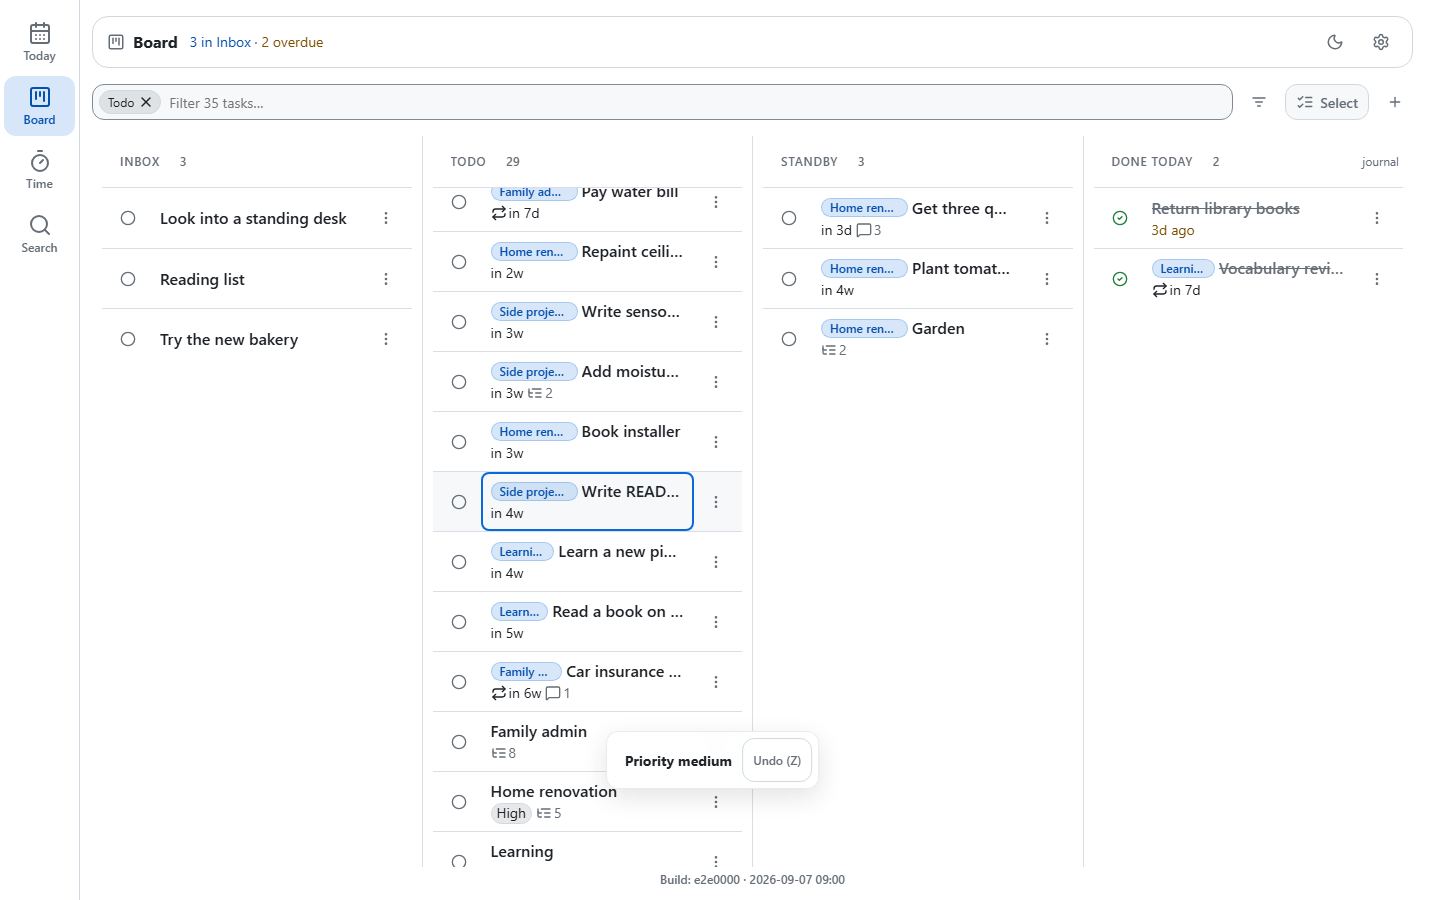 Today
Board
Time
Search
Board 3 in Inbox · 2 overdue
Todo Filter 35 tasks...
Select
INBOX 3
Look into a standing desk
Reading list
Try the new bakery
TODO 29
Family ad... Pay water bill
in 7d
Home ren... Repaint ceili...
in 2w
Side proje... Write senso...
in 3w
Side proje... Add moistu...
in 3w 2
Home ren... Book installer
in 3w
Side proje... Write READ...
in 4w
Learni... Learn a new pi...
in 4w
Learn... Read a book on ...
in 5w
Family ... Car insurance ...
in 6w 1
Family admin
8
Home renovation
High 5
Learning
STANDBY 3
Home ren... Get three q...
in 3d 3
Home ren... Plant tomat...
in 4w
Home ren... Garden
2
DONE TODAY 2 journal
Return library books
3d ago
Learni... Vocabulary revi...
in 7d
Priority medium Undo (Z)
Build: e2e0000 · 2026-09-07 09:00